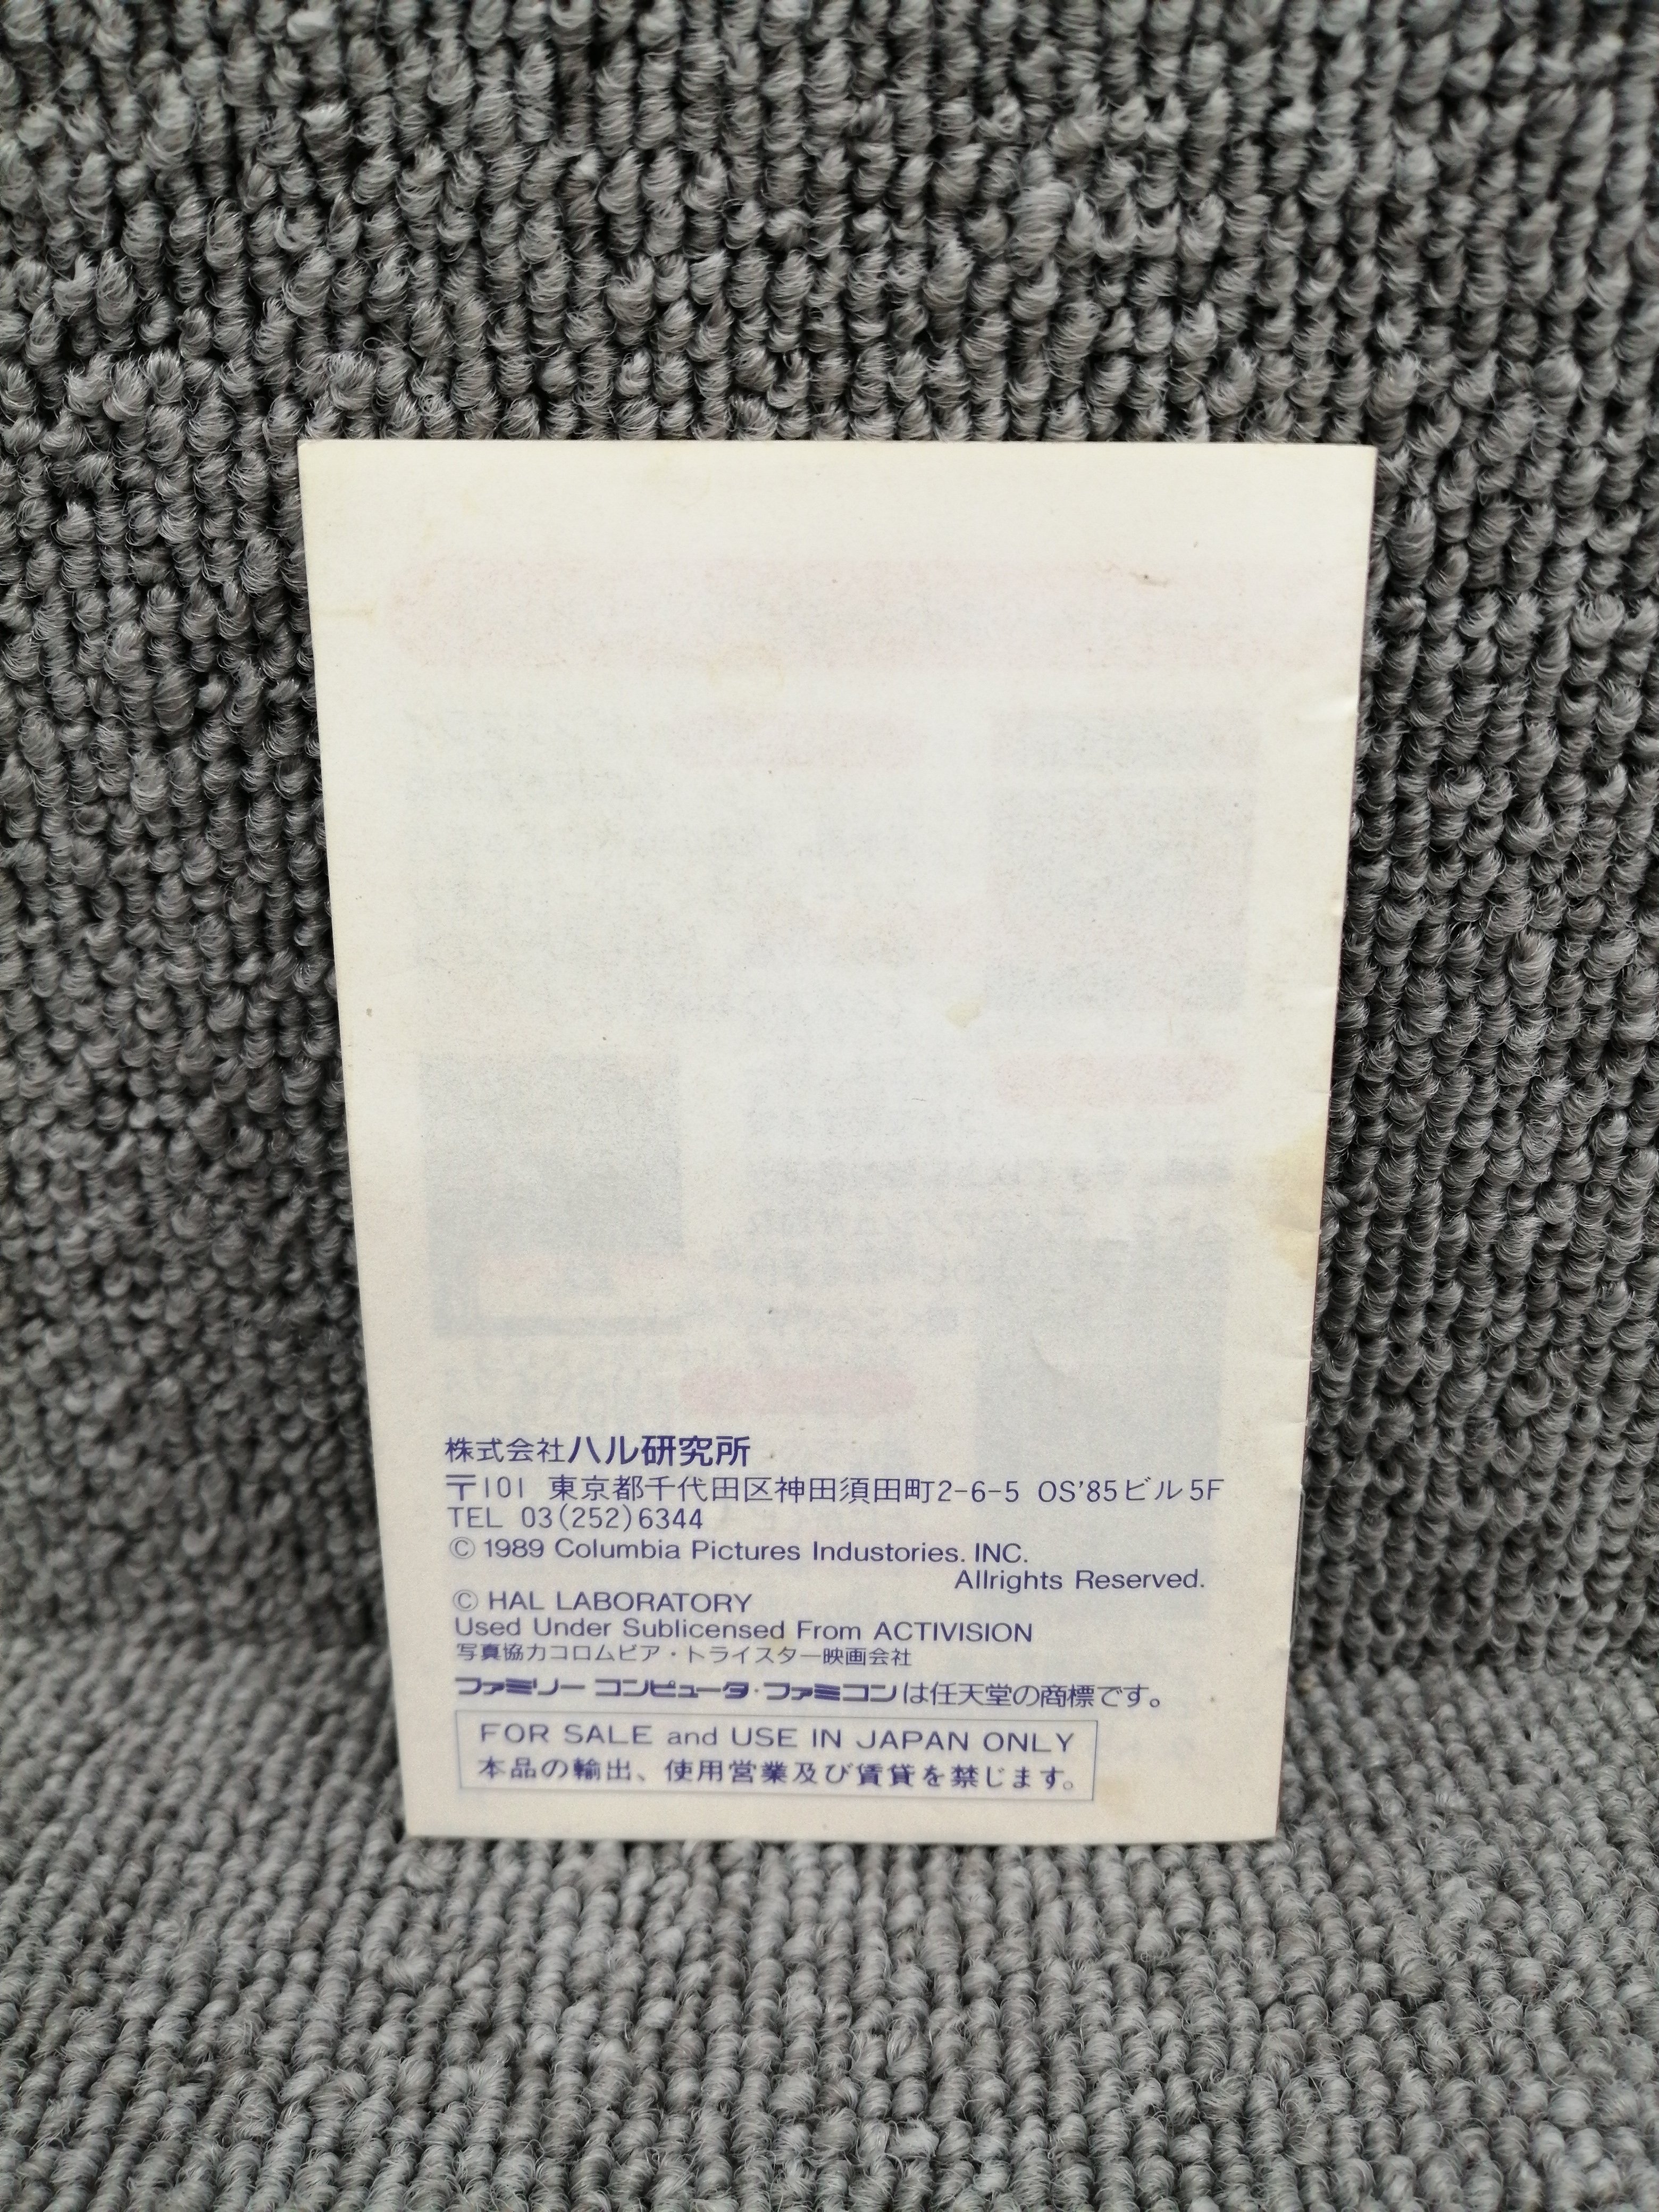 株式会社ハル研究所
〒101 東京都千代田区神田須田町2-6-5 OS'85ビル5F
TEL 03(252)6344
© 1989 Columbia Pictures Industories. INC.
Allrights Reserved.
© HAL LABORATORY
Used Under Sublicensed From ACTIVISION
写真協力コロムビア・トライスター映画会社
ファミリー コンピュータ・ファミコンは任天堂の商標です。
FOR SALE and USE IN JAPAN ONLY
本品の輸出、使用営業及び賃貸を禁じます。